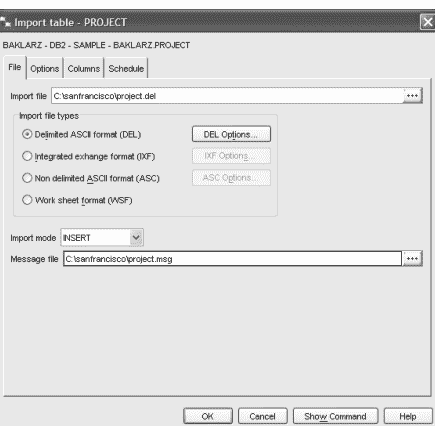 Import table - PROJECT
BAKLARZ - DB2 - SAMPLE - BAKLARZ.PROJECT
File Options Columns Schedule
Import file C:\sanfrancisco\project.del ...
Import file types
Delimited ASCII format (DEL) DEL Options...
Integrated exhange format (IXF) IXF Options...
Non delimited ASCII format (ASC) ASC Options...
Work sheet format (WSF)
Import mode INSERT
Message file C:\sanfrancisco\project.msg ...
OK Cancel Show Command Help